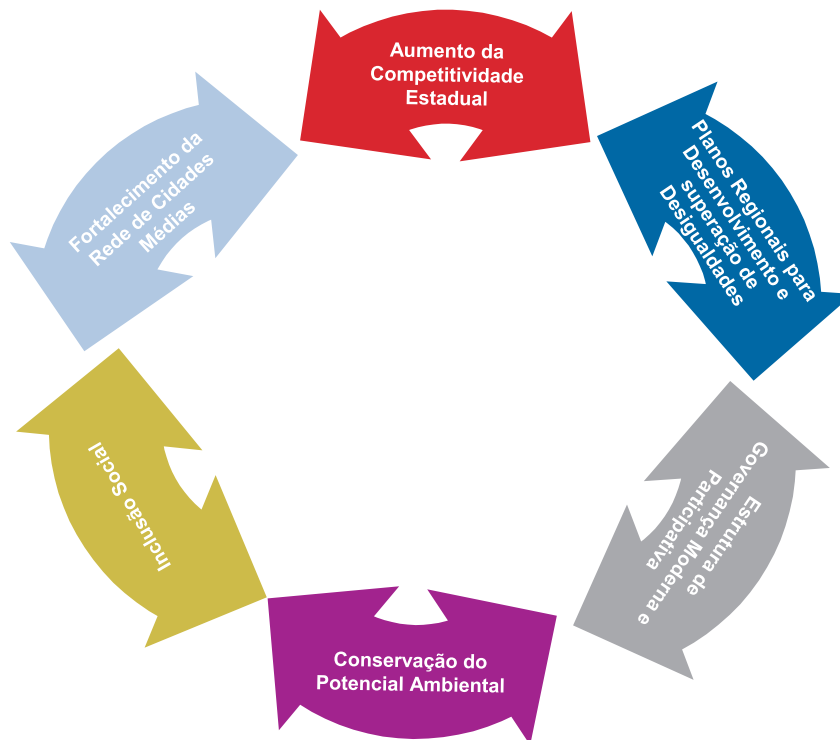 Aumento da
Competitividade
Estadual
Planos Regionais para
Desenvolvimento e
superação de
Desigualdades
Estrutura de
Governança Moderna e
Participativa
Conservação do
Potencial Ambiental
Inclusão Social
Fortalecimento da
Rede de Cidades
Médias